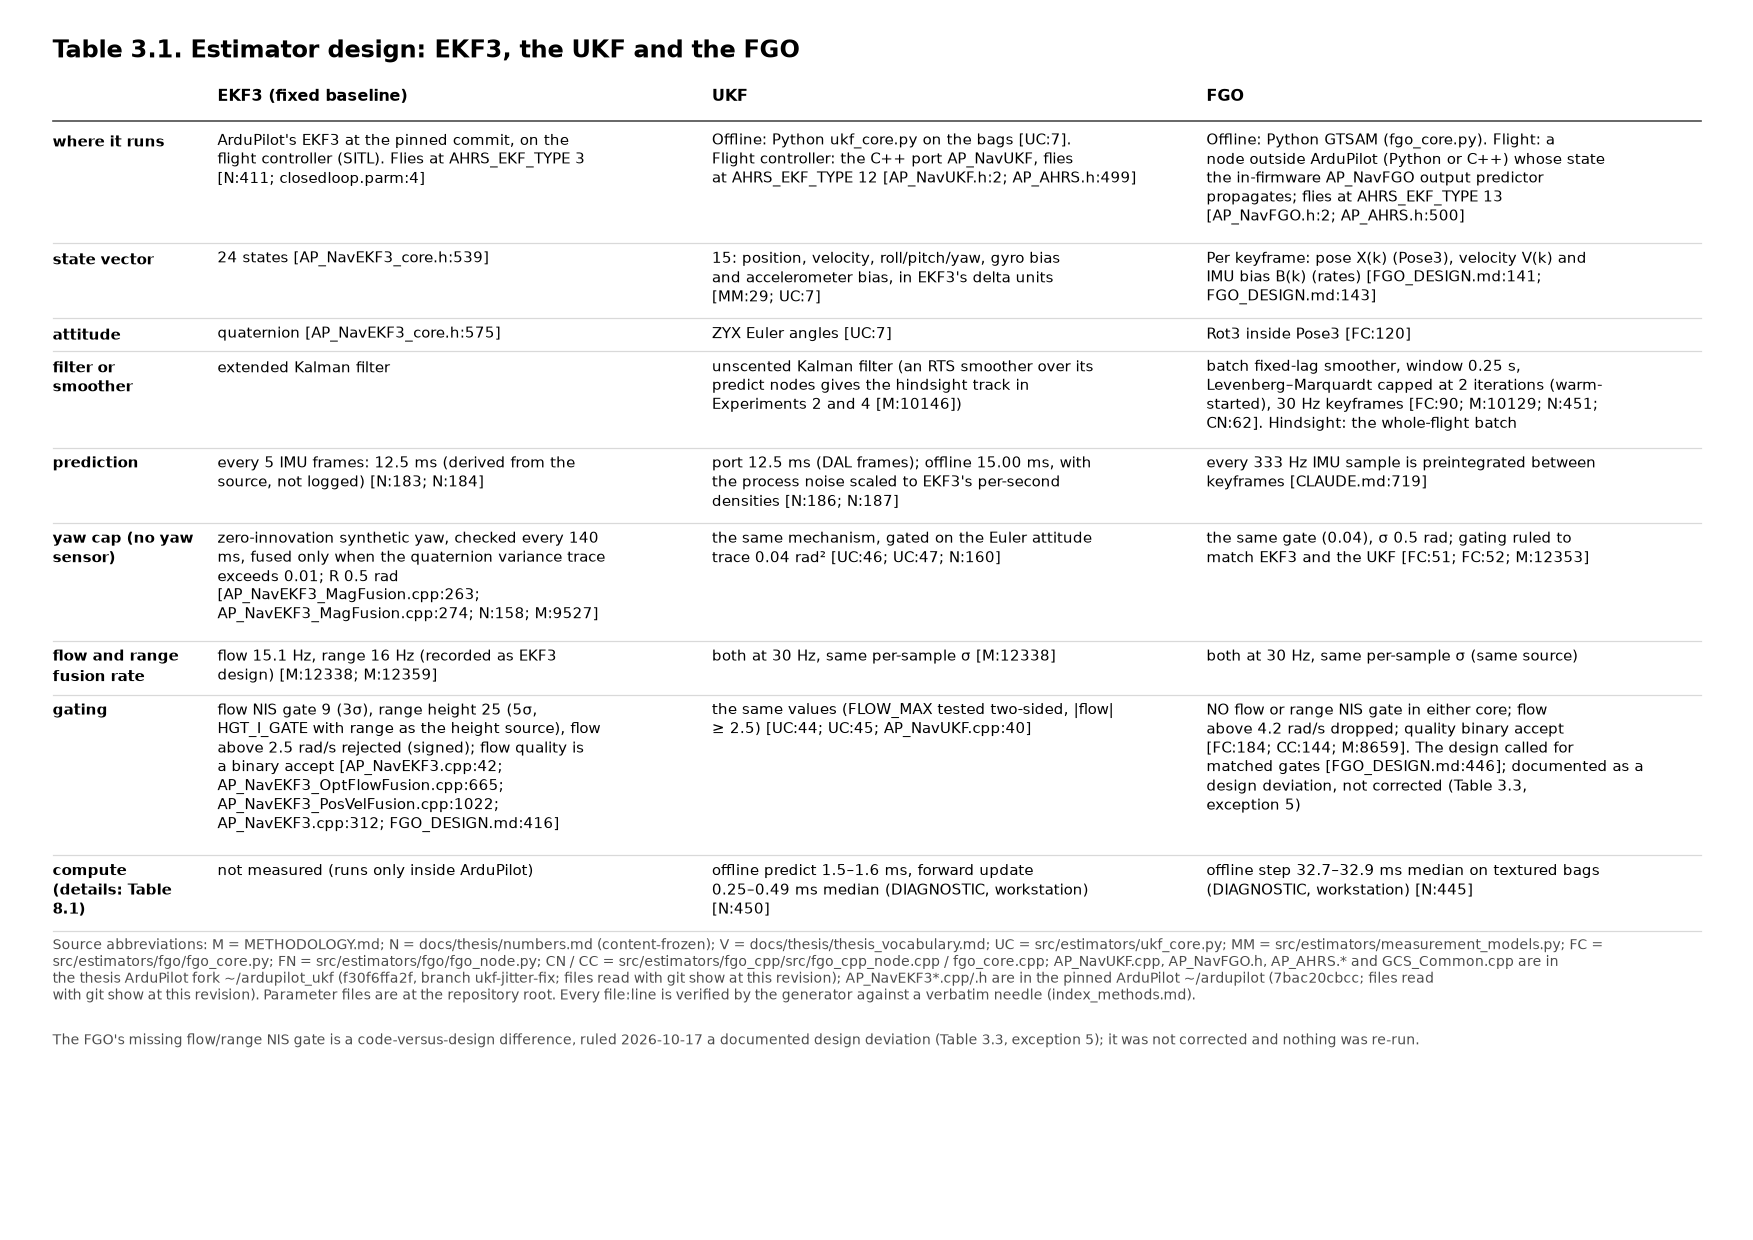 Table 3.1. Estimator design: EKF3, the UKF and the FGO
EKF3 (fixed baseline)
UKF
FGO
where it runs
ArduPilot's EKF3 at the pinned commit, on the
flight controller (SITL). Flies at AHRS_EKF_TYPE 3
[N:411; closedloop.parm:4]
Offline: Python ukf_core.py on the bags [UC:7].
Flight controller: the C++ port AP_NavUKF, flies
at AHRS_EKF_TYPE 12 [AP_NavUKF.h:2; AP_AHRS.h:499]
Offline: Python GTSAM (fgo_core.py). Flight: a
node outside ArduPilot (Python or C++) whose state
the in-firmware AP_NavFGO output predictor
propagates; flies at AHRS_EKF_TYPE 13
[AP_NavFGO.h:2; AP_AHRS.h:500]
state vector
24 states [AP_NavEKF3_core.h:539]
15: position, velocity, roll/pitch/yaw, gyro bias
and accelerometer bias, in EKF3's delta units
[MM:29; UC:7]
Per keyframe: pose X(k) (Pose3), velocity V(k) and
IMU bias B(k) (rates) [FGO_DESIGN.md:141;
FGO_DESIGN.md:143]
attitude
quaternion [AP_NavEKF3_core.h:575]
ZYX Euler angles [UC:7]
Rot3 inside Pose3 [FC:120]
filter or
smoother
extended Kalman filter
unscented Kalman filter (an RTS smoother over its
predict nodes gives the hindsight track in
Experiments 2 and 4 [M:10146])
batch fixed-lag smoother, window 0.25 s,
Levenberg–Marquardt capped at 2 iterations (warm-
started), 30 Hz keyframes [FC:90; M:10129; N:451;
CN:62]. Hindsight: the whole-flight batch
prediction
every 5 IMU frames: 12.5 ms (derived from the
source, not logged) [N:183; N:184]
port 12.5 ms (DAL frames); offline 15.00 ms, with
the process noise scaled to EKF3's per-second
densities [N:186; N:187]
every 333 Hz IMU sample is preintegrated between
keyframes [CLAUDE.md:719]
yaw cap (no yaw
sensor)
zero-innovation synthetic yaw, checked every 140
ms, fused only when the quaternion variance trace
exceeds 0.01; R 0.5 rad
[AP_NavEKF3_MagFusion.cpp:263;
AP_NavEKF3_MagFusion.cpp:274; N:158; M:9527]
the same mechanism, gated on the Euler attitude
trace 0.04 rad² [UC:46; UC:47; N:160]
the same gate (0.04), σ 0.5 rad; gating ruled to
match EKF3 and the UKF [FC:51; FC:52; M:12353]
flow and range
fusion rate
flow 15.1 Hz, range 16 Hz (recorded as EKF3
design) [M:12338; M:12359]
both at 30 Hz, same per-sample σ [M:12338]
both at 30 Hz, same per-sample σ (same source)
gating
flow NIS gate 9 (3σ), range height 25 (5σ,
HGT_I_GATE with range as the height source), flow
above 2.5 rad/s rejected (signed); flow quality is
a binary accept [AP_NavEKF3.cpp:42;
AP_NavEKF3_OptFlowFusion.cpp:665;
AP_NavEKF3_PosVelFusion.cpp:1022;
AP_NavEKF3.cpp:312; FGO_DESIGN.md:416]
the same values (FLOW_MAX tested two-sided, |flow|
≥ 2.5) [UC:44; UC:45; AP_NavUKF.cpp:40]
NO flow or range NIS gate in either core; flow
above 4.2 rad/s dropped; quality binary accept
[FC:184; CC:144; M:8659]. The design called for
matched gates [FGO_DESIGN.md:446]; documented as a
design deviation, not corrected (Table 3.3,
exception 5)
compute
(details: Table
8.1)
not measured (runs only inside ArduPilot)
offline predict 1.5–1.6 ms, forward update
0.25–0.49 ms median (DIAGNOSTIC, workstation)
[N:450]
offline step 32.7–32.9 ms median on textured bags
(DIAGNOSTIC, workstation) [N:445]
Source abbreviations: M = METHODOLOGY.md; N = docs/thesis/numbers.md (content-frozen); V = docs/thesis/thesis_vocabulary.md; UC = src/estimators/ukf_core.py; MM = src/estimators/measurement_models.py; FC =
src/estimators/fgo/fgo_core.py; FN = src/estimators/fgo/fgo_node.py; CN / CC = src/estimators/fgo_cpp/src/fgo_cpp_node.cpp / fgo_core.cpp; AP_NavUKF.cpp, AP_NavFGO.h, AP_AHRS.* and GCS_Common.cpp are in
the thesis ArduPilot fork ~/ardupilot_ukf (f30f6ffa2f, branch ukf-jitter-fix; files read with git show at this revision); AP_NavEKF3*.cpp/.h are in the pinned ArduPilot ~/ardupilot (7bac20cbcc; files read
with git show at this revision). Parameter files are at the repository root. Every file:line is verified by the generator against a verbatim needle (index_methods.md).
The FGO's missing flow/range NIS gate is a code-versus-design difference, ruled 2026-10-17 a documented design deviation (Table 3.3, exception 5); it was not corrected and nothing was re-run.